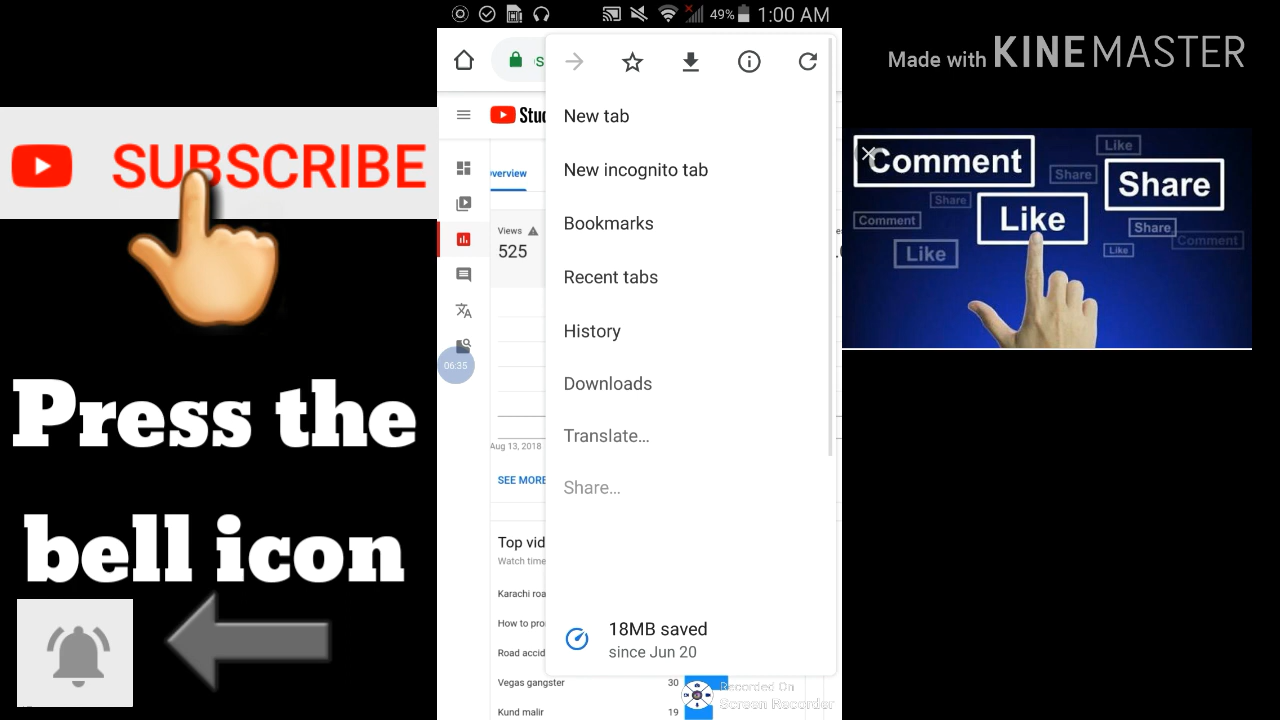 SUBSCRIBE
Press the
bell icon
49%
1:00 AM
New tab
New incognito tab
Bookmarks
Recent tabs
History
Downloads
Translate...
Share...
18MB saved
since Jun 20
Views
525
06:35
Aug 13, 2018
SEE MORE
Top vid
Watch time
Karachi roa
How to pro
Road accid
Vegas gangster 30
Kund malir 19
Recorded On
Screen Recorder
Made with KINEMASTER
Comment
Like
Share
Share
Share
Comment
Like
Share
Like
Like
Comment